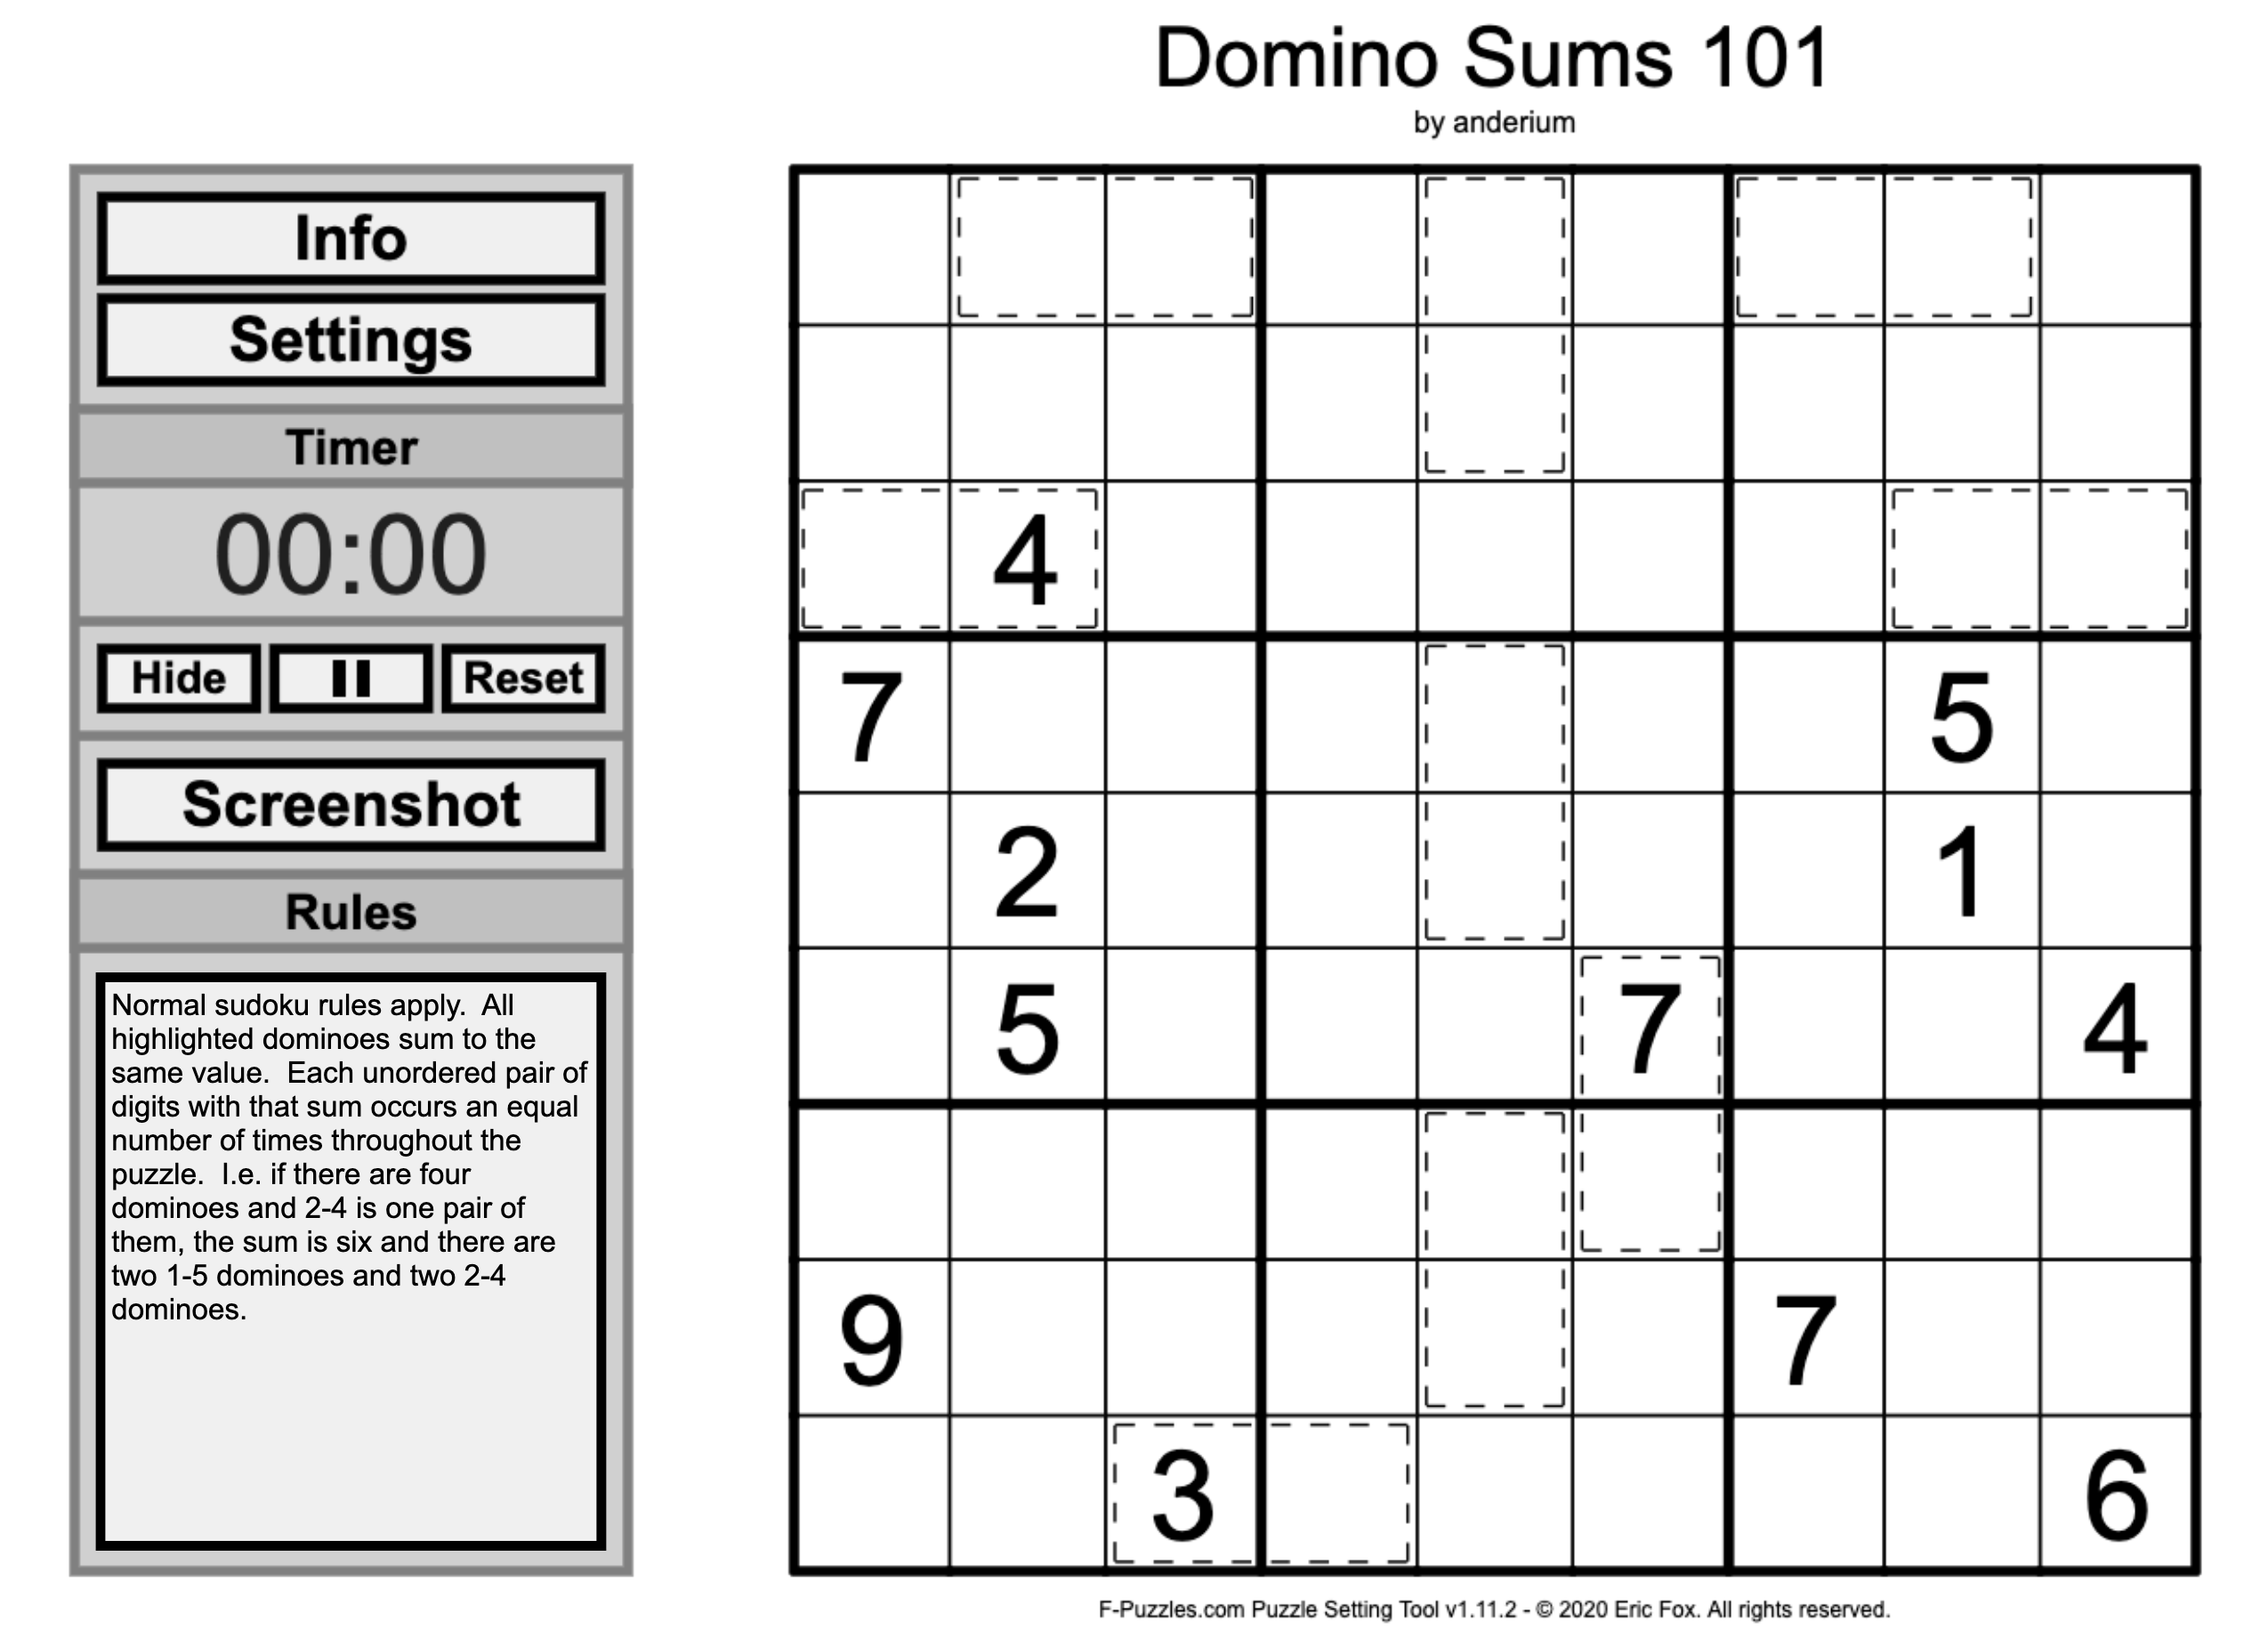 Domino Sums 101
by anderium
Info
Settings
Timer
00:00
Hide
Reset
Screenshot
Rules
Normal sudoku rules apply.  All
highlighted dominoes sum to the
same value.  Each unordered pair of
digits with that sum occurs an equal
number of times throughout the
puzzle.  I.e. if there are four
dominoes and 2-4 is one pair of
them, the sum is six and there are
two 1-5 dominoes and two 2-4
dominoes.
4
7 5
2 1
5 7 4
9 7
3 6
F-Puzzles.com Puzzle Setting Tool v1.11.2 - © 2020 Eric Fox. All rights reserved.